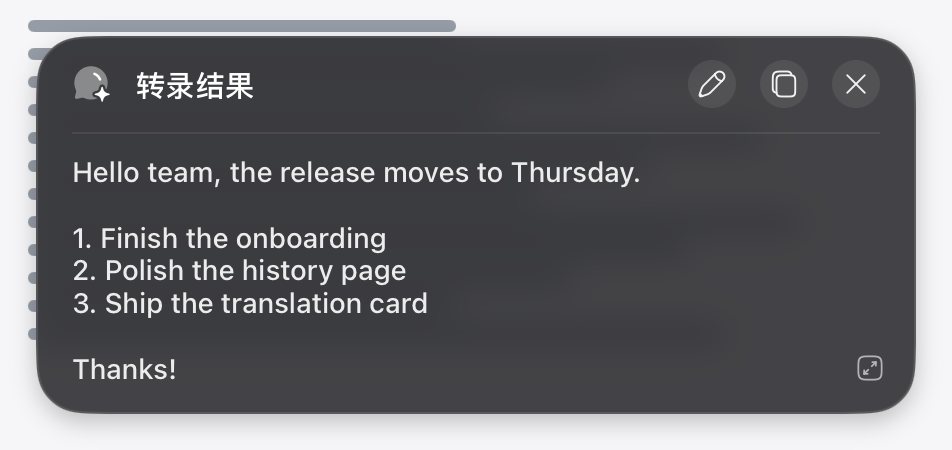 转录结果
Hello team, the release moves to Thursday.
1. Finish the onboarding
2. Polish the history page
3. Ship the translation card
Thanks!